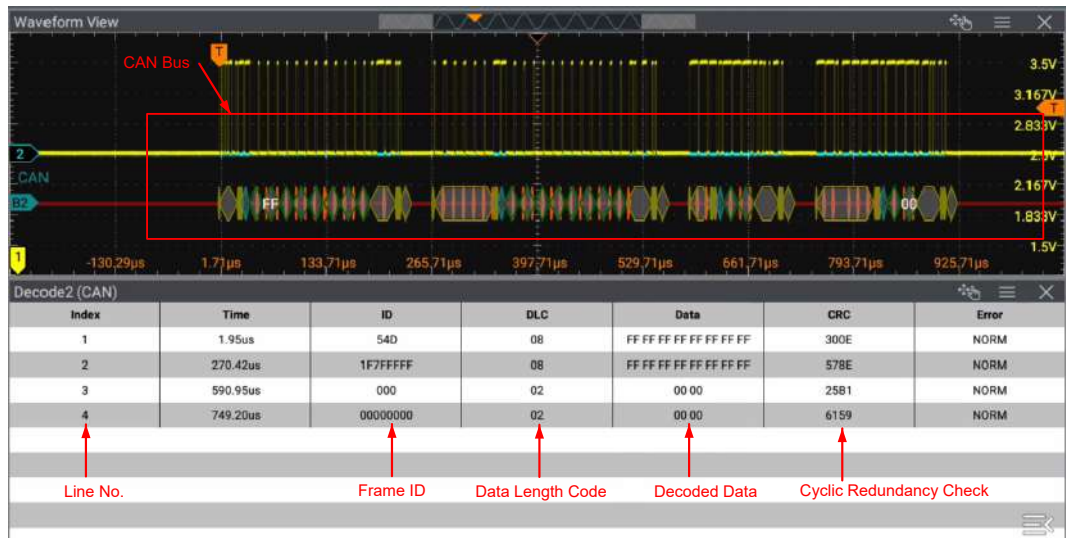 Waveform View
T
CAN Bus
3.5V
3.167V
T
2.833V
2
2.5V
CAN
2.167V
B2
FF
00
1.833V
1.5V
1
-130.29µs 1.71µs 133.71µs 265.71µs 397.71µs 529.71µs 661.71µs 793.71µs 925.71µs
Decode2 (CAN)
Index Time ID DLC Data CRC Error
1 1.95us 54D 08 FF FF FF FF FF FF FF FF 300E NORM
2 270.42us 1F7FFFFF 08 FF FF FF FF FF FF FF FF 578E NORM
3 590.95us 000 02 00 00 25B1 NORM
4 749.20us 00000000 02 00 00 6159 NORM
Line No. Frame ID Data Length Code Decoded Data Cyclic Redundancy Check